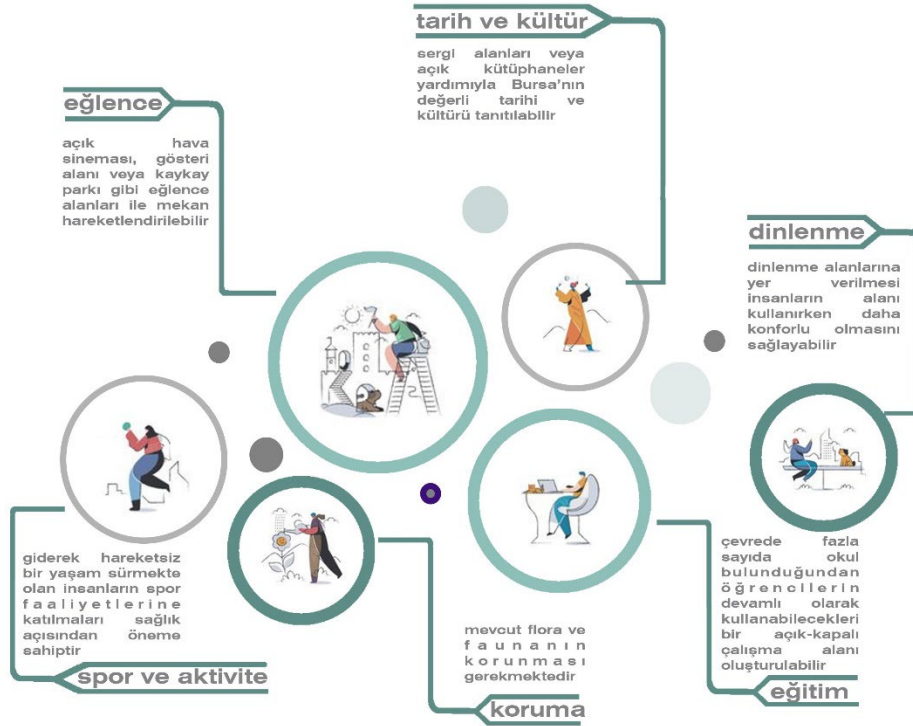 tarih ve kültür
sergi alanları veya
açık kütüphaneler
yardımıyla Bursa'nın
değerli tarihi ve
kültürü tanıtılabilir
eğlence
açık hava
sineması, gösteri
alanı veya kaykay
parkı gibi eğlence
alanları ile mekan
hareketlendirilebilir
dinlenme
dinlenme alanlarına
yer verilmesi
insanların alanı
kullanırken daha
konforlu olmasını
sağlayabilir
giderek hareketsiz
bir yaşam sürmekte
olan insanların spor
faaliyetlerine
katılmaları sağlık
açısından öneme
sahiptir
spor ve aktivite
mevcut flora ve
faunanın
korunması
gerekmektedir
koruma
çevrede fazla
sayıda okul
bulunduğundan
öğrencilerin
devamlı olarak
kullanabilecekleri
bir açık-kapalı
çalışma alanı
oluşturulabilir
eğitim